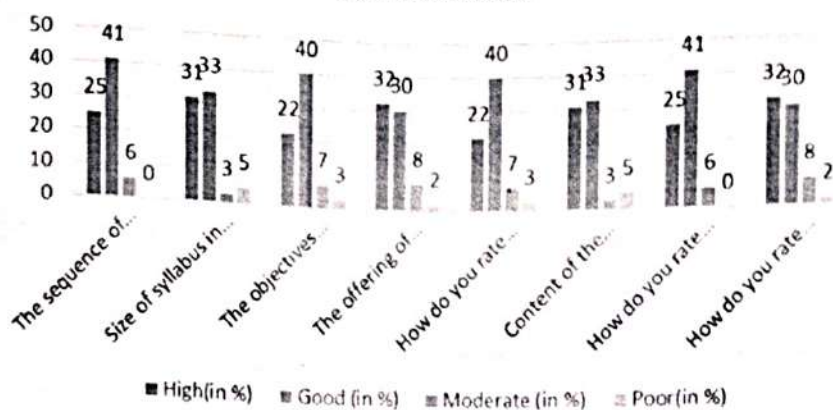 50
40
30
20
10
0
25 41 6 0
31 33 3 5
22 40 7 3
32 30 8 2
22 40 7 3
31 33 3 5
25 41 6 0
32 30 8 2
The sequence of...
Size of syllabus in...
The objectives...
The offering of...
How do you rate...
Content of the...
How do you rate...
How do you rate...
High(in %) Good (in %) Moderate (in %) Poor(in %)